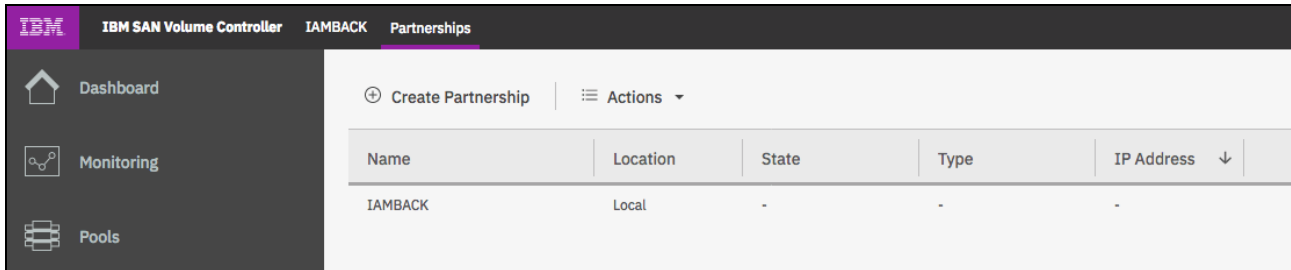 IBM IBM SAN Volume Controller IAMBACK Partnerships
Dashboard
Create Partnership Actions
Monitoring
Name Location State Type IP Address
IAMBACK Local - - -
Pools